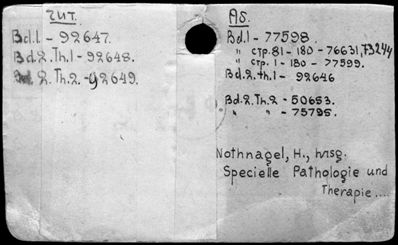 ZUT.
Bd.1 - 92647.
Bd.2.Th.1 - 92648.
Bd.2.Th.2. - 92649.
AS.
Bd.1 - 77598
" стр. 81 - 180 - 76631, 73244
" стр. 1 - 180 - 77599.
Bd.2.th.1 - 92646
Bd.2.Th.2 - 50653.
" " - 75795.
Nothnagel, H., hrsg.
Specielle Pathologie und
Therapie....